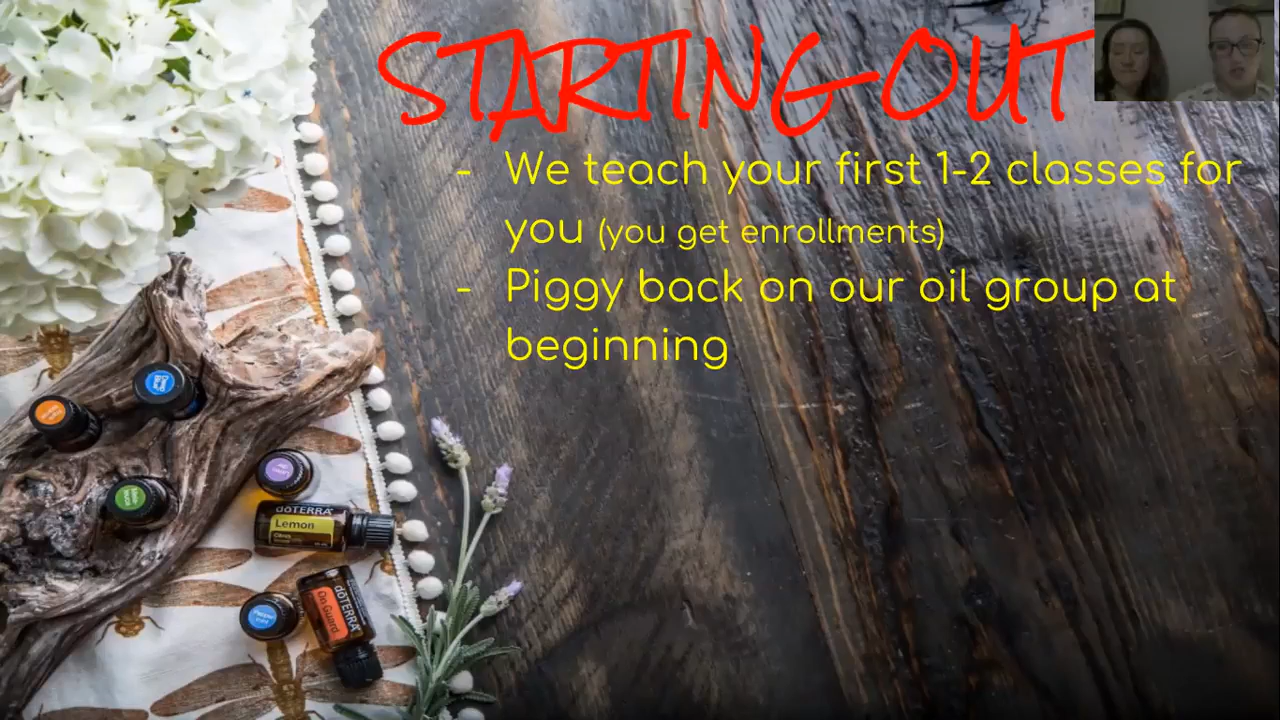 STARTING OUT
- We teach your first 1-2 classes for
you (you get enrollments)
- Piggy back on our oil group at
beginning
dōTERRA
Lemon
dōTERRA
On Guard